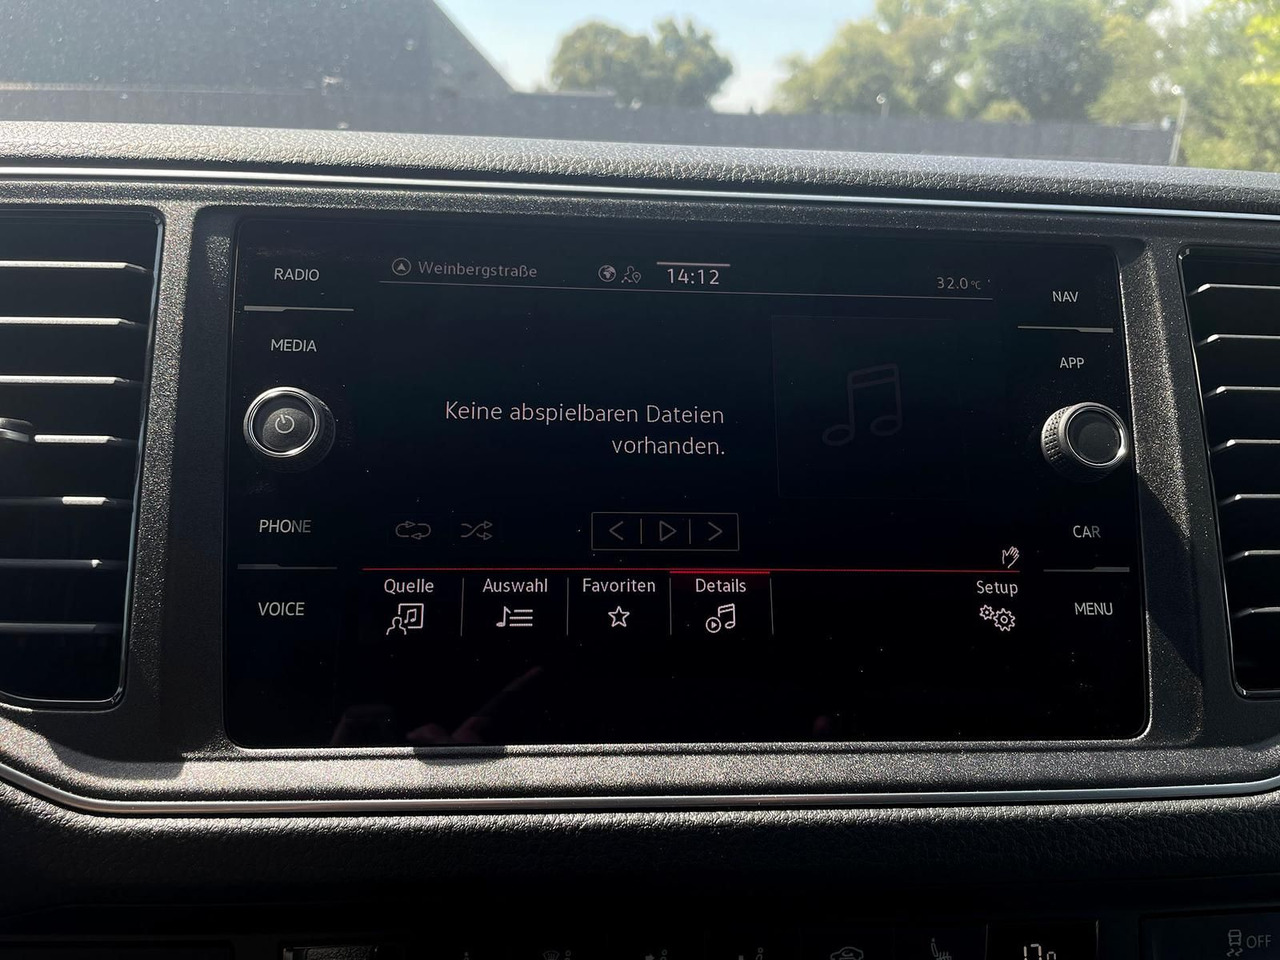 RADIO
MEDIA
PHONE
VOICE
Weinbergstraße
14:12
32.0°C
Keine abspielbaren Dateien
vorhanden.
Quelle
Auswahl
Favoriten
Details
Setup
NAV
APP
CAR
MENU
OFF